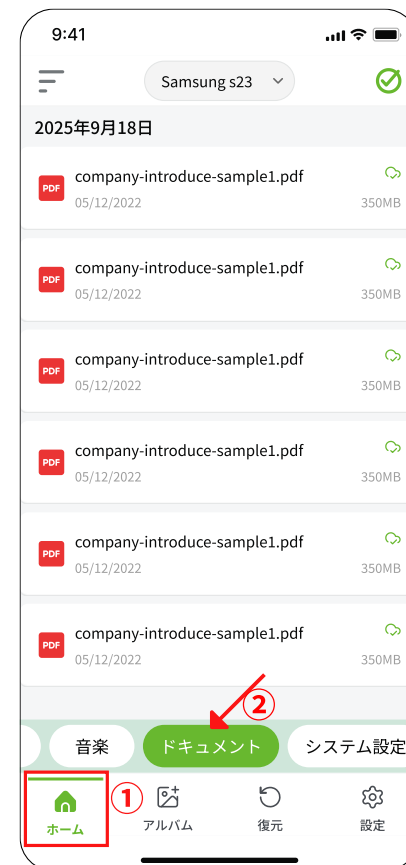 9:41
Samsung s23
2025年9月18日
company-introduce-sample1.pdf
PDF
05/12/2022
350MB
company-introduce-sample1.pdf
PDF
05/12/2022
350MB
company-introduce-sample1.pdf
PDF
05/12/2022
350MB
company-introduce-sample1.pdf
PDF
05/12/2022
350MB
company-introduce-sample1.pdf
PDF
05/12/2022
350MB
company-introduce-sample1.pdf
PDF
05/12/2022
350MB
②
音楽 ドキュメント システム設定
①
ホーム アルバム 復元 設定